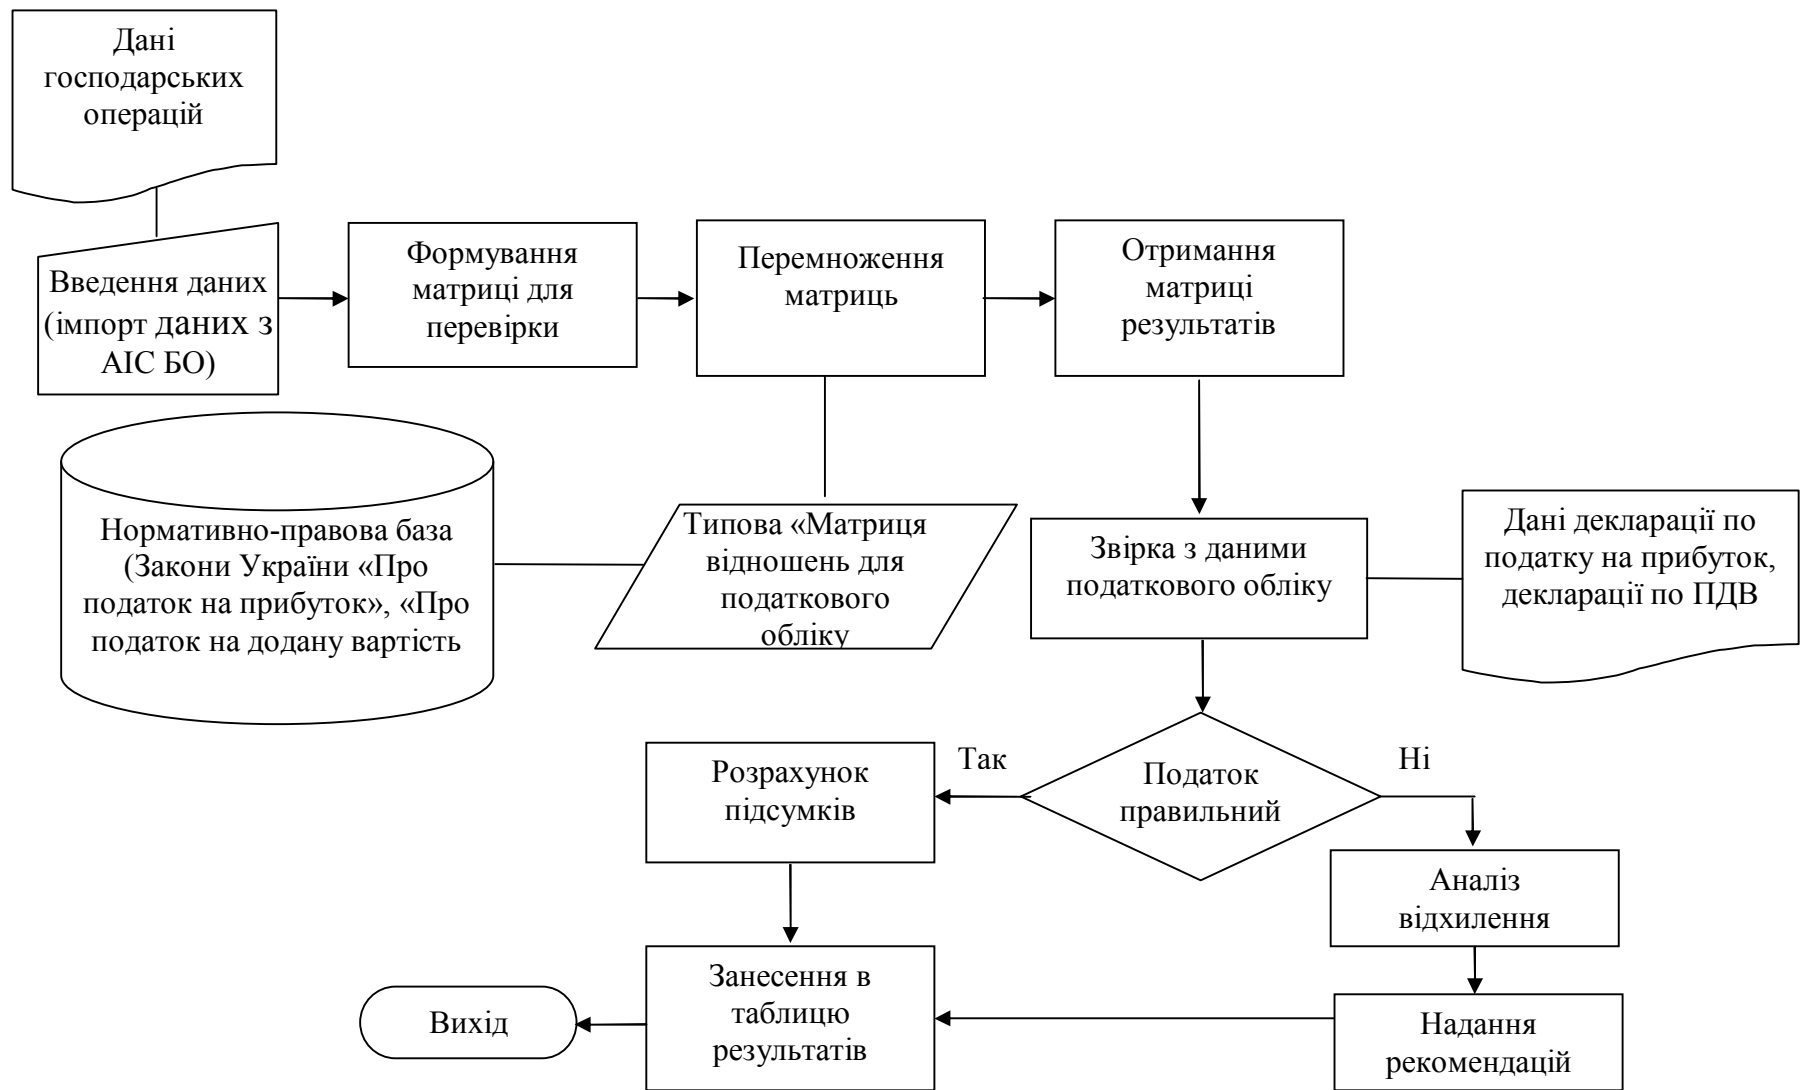 Дані
господарських
операцій
Введення даних
(імпорт даних з
АІС БО)
Формування
матриці для
перевірки
Перемноження
матриць
Отримання
матриці
результатів
Нормативно-правова база
(Закони України «Про
податок на прибуток», «Про
податок на додану вартість
Типова «Матриця
відношень для
податкового
обліку
Звірка з даними
податкового обліку
Дані декларації по
податку на прибуток,
декларації по ПДВ
Податок
правильний
Так
Ні
Розрахунок
підсумків
Аналіз
відхилення
Надання
рекомендацій
Занесення в
таблицю
результатів
Вихід